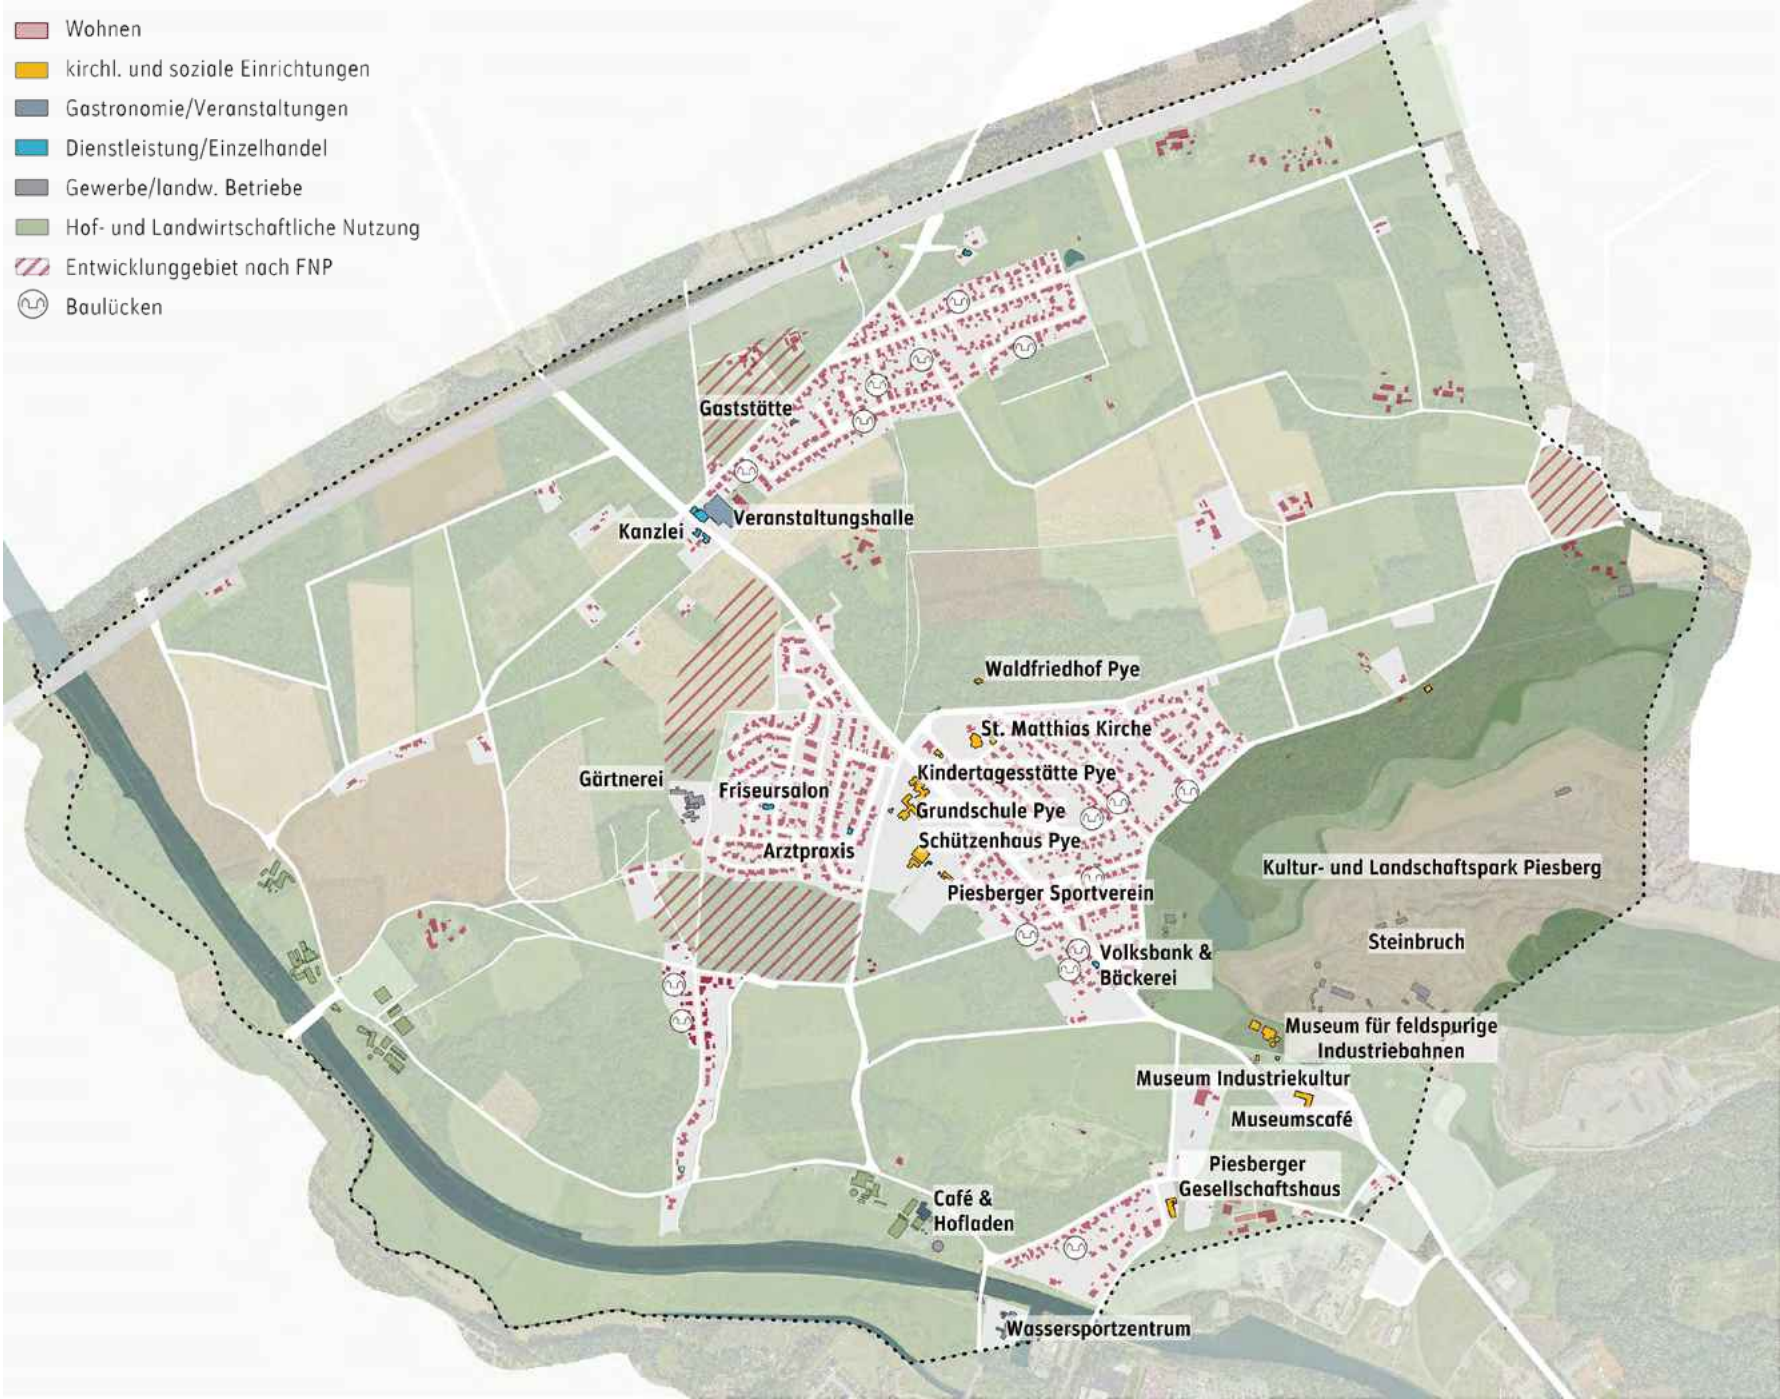 Wohnen
kirchl. und soziale Einrichtungen
Gastronomie/Veranstaltungen
Dienstleistung/Einzelhandel
Gewerbe/landw. Betriebe
Hof- und Landwirtschaftliche Nutzung
Entwicklunggebiet nach FNP
Baulücken
Gaststätte
Veranstaltungshalle
Kanzlei
Waldfriedhof Pye
St. Matthias Kirche
Kindertagesstätte Pye
Gärtnerei
Friseursalon
Grundschule Pye
Schützenhaus Pye
Arztpraxis
Kultur- und Landschaftspark Piesberg
Piesberger Sportverein
Steinbruch
Volksbank &
Bäckerei
Museum für feldspurige
Industriebahnen
Museum Industriekultur
Museumscafé
Piesberger
Gesellschaftshaus
Café &
Hofladen
Wassersportzentrum